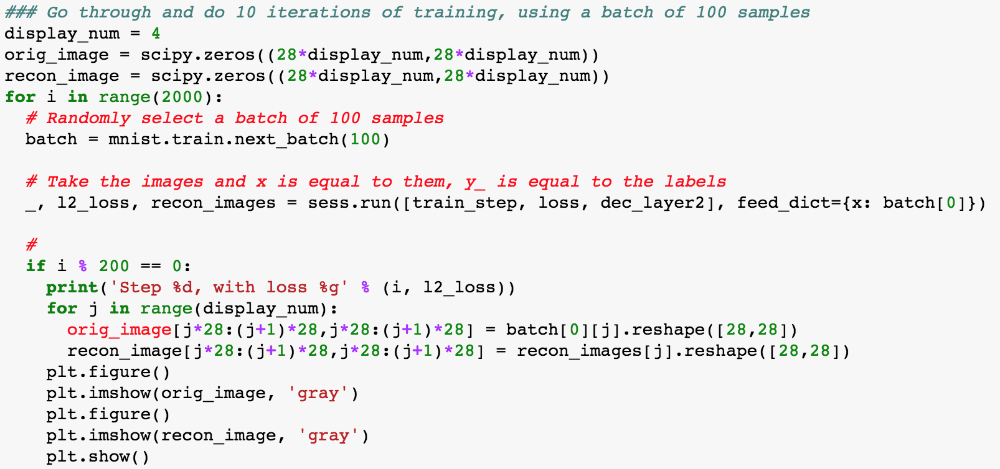 ### Go through and do 10 iterations of training, using a batch of 100 samples
display_num = 4
orig_image = scipy.zeros((28*display_num,28*display_num))
recon_image = scipy.zeros((28*display_num,28*display_num))
for i in range(2000):
  # Randomly select a batch of 100 samples
  batch = mnist.train.next_batch(100)

  # Take the images and x is equal to them, y_ is equal to the labels
  _, l2_loss, recon_images = sess.run([train_step, loss, dec_layer2], feed_dict={x: batch[0]})

  #
  if i % 200 == 0:
    print('Step %d, with loss %g' % (i, l2_loss))
    for j in range(display_num):
      orig_image[j*28:(j+1)*28,j*28:(j+1)*28] = batch[0][j].reshape([28,28])
      recon_image[j*28:(j+1)*28,j*28:(j+1)*28] = recon_images[j].reshape([28,28])
    plt.figure()
    plt.imshow(orig_image, 'gray')
    plt.figure()
    plt.imshow(recon_image, 'gray')
    plt.show()